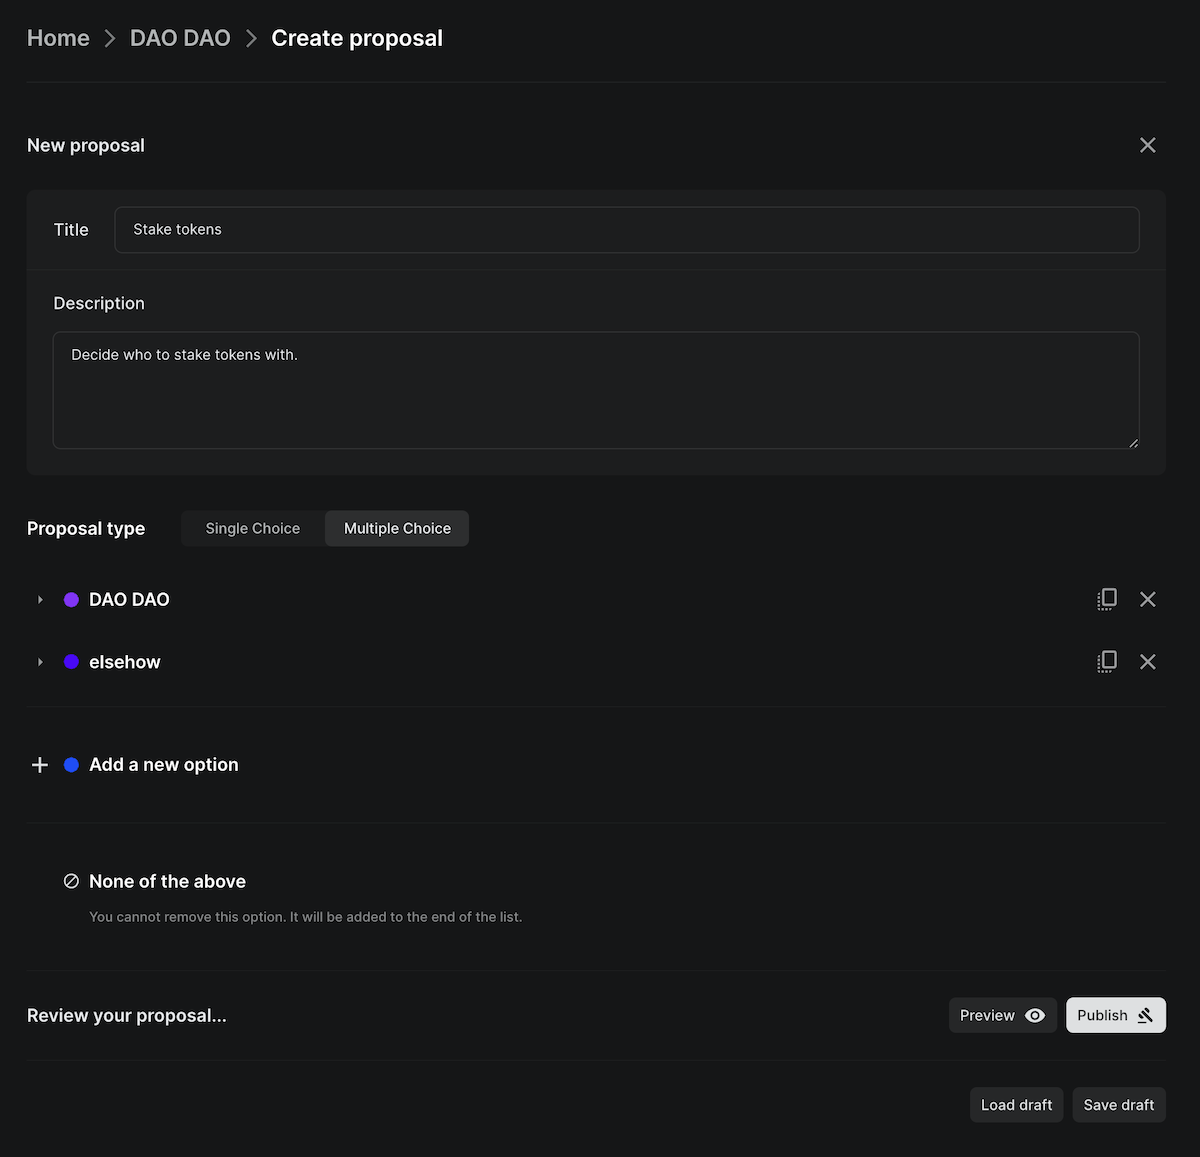 Home > DAO DAO > Create proposal
New proposal
Title Stake tokens
Description
Decide who to stake tokens with.
Proposal type Single Choice Multiple Choice
DAO DAO
elsehow
Add a new option
None of the above
You cannot remove this option. It will be added to the end of the list.
Review your proposal... Preview Publish
Load draft Save draft